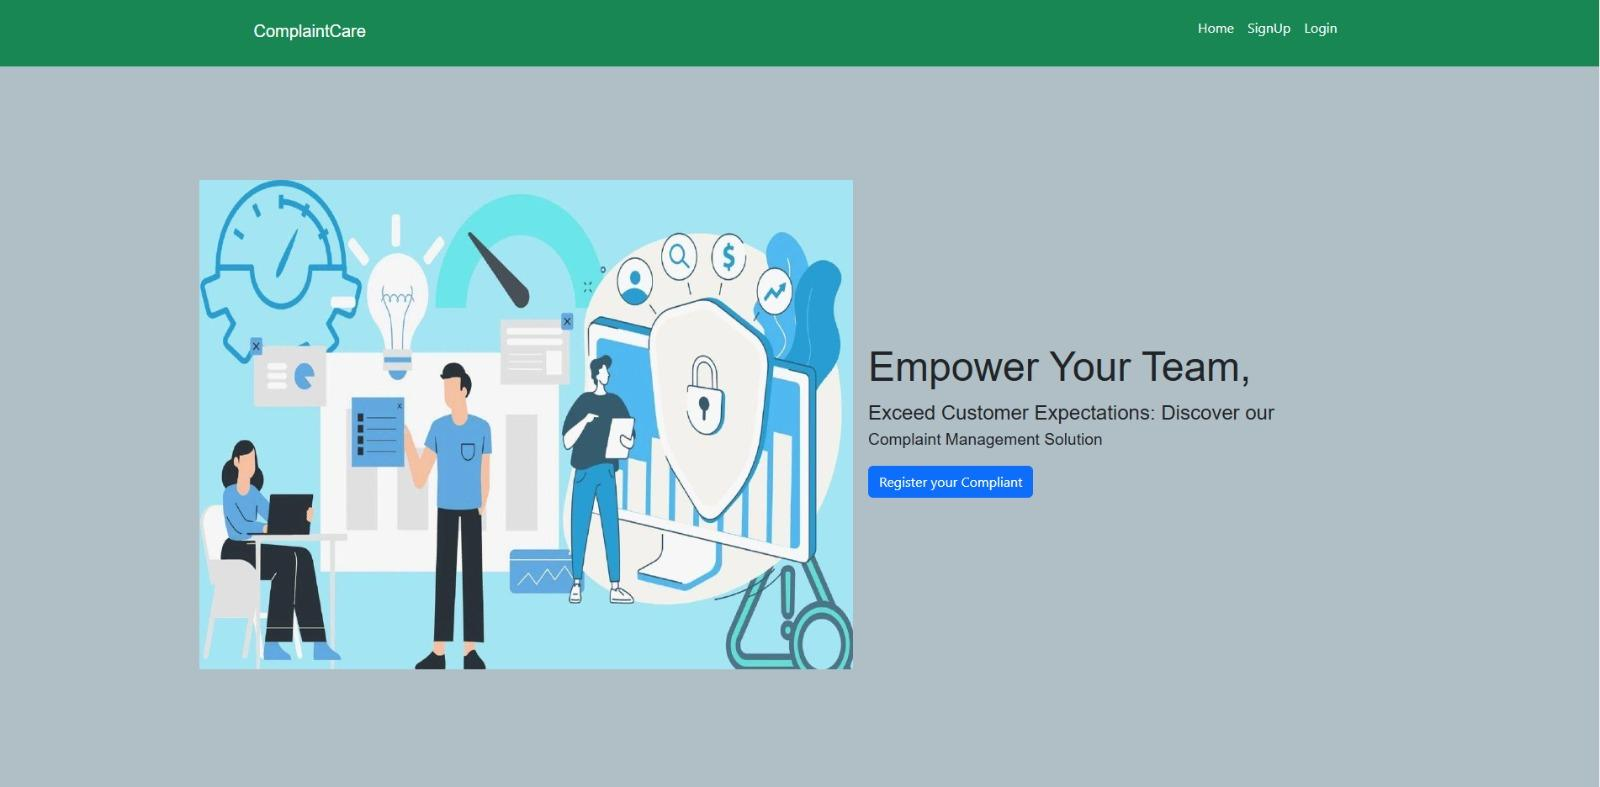 ComplaintCare
Home SignUp Login
Empower Your Team,
Exceed Customer Expectations: Discover our
Complaint Management Solution
Register your Compliant
X
X
x
$